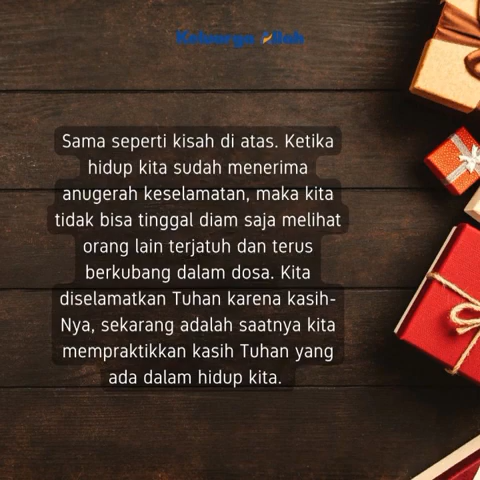 Keluarga Allah
Sama seperti kisah di atas. Ketika
hidup kita sudah menerima
anugerah keselamatan, maka kita
tidak bisa tinggal diam saja melihat
orang lain terjatuh dan terus
berkubang dalam dosa. Kita
diselamatkan Tuhan karena kasih-
Nya, sekarang adalah saatnya kita
mempraktikkan kasih Tuhan yang
ada dalam hidup kita.